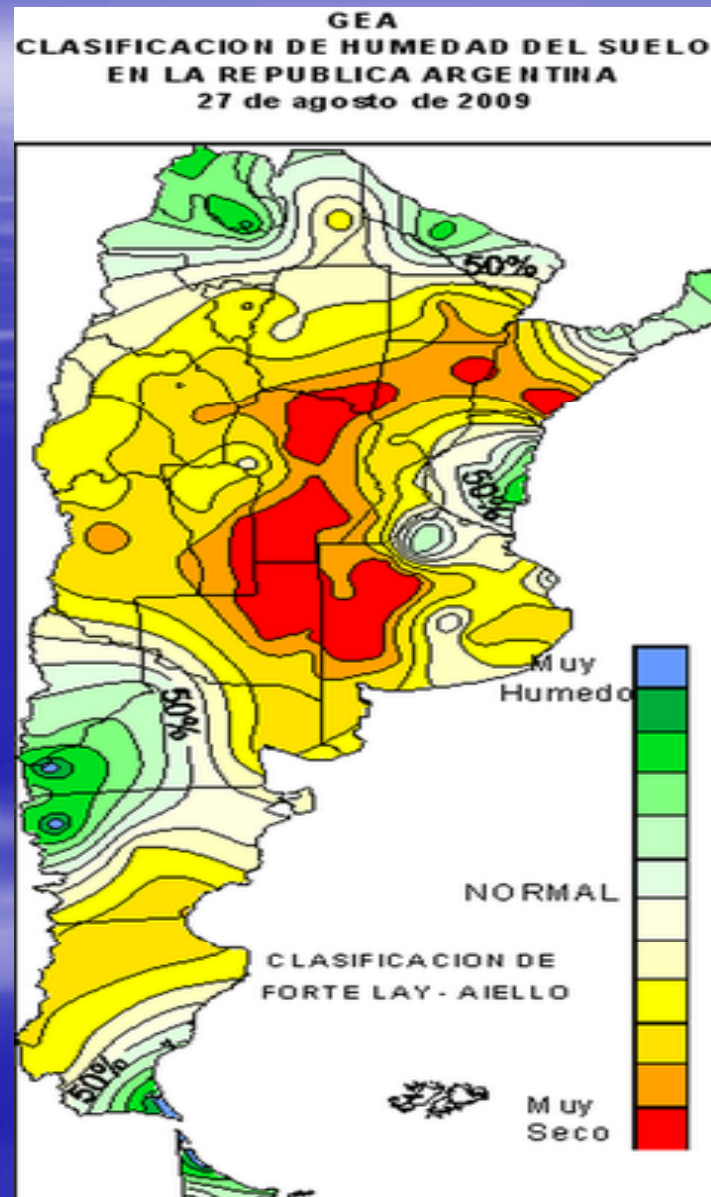 GEA
CLASIFICACION DE HUMEDAD DEL SUELO
EN LA REPUBLICA ARGENTINA
27 de agosto de 2009
50%
50%
Muy
Humedo
50%
NORMAL
CLASIFICACION DE
FORTE LAY - AIELLO
50%
Muy
Seco